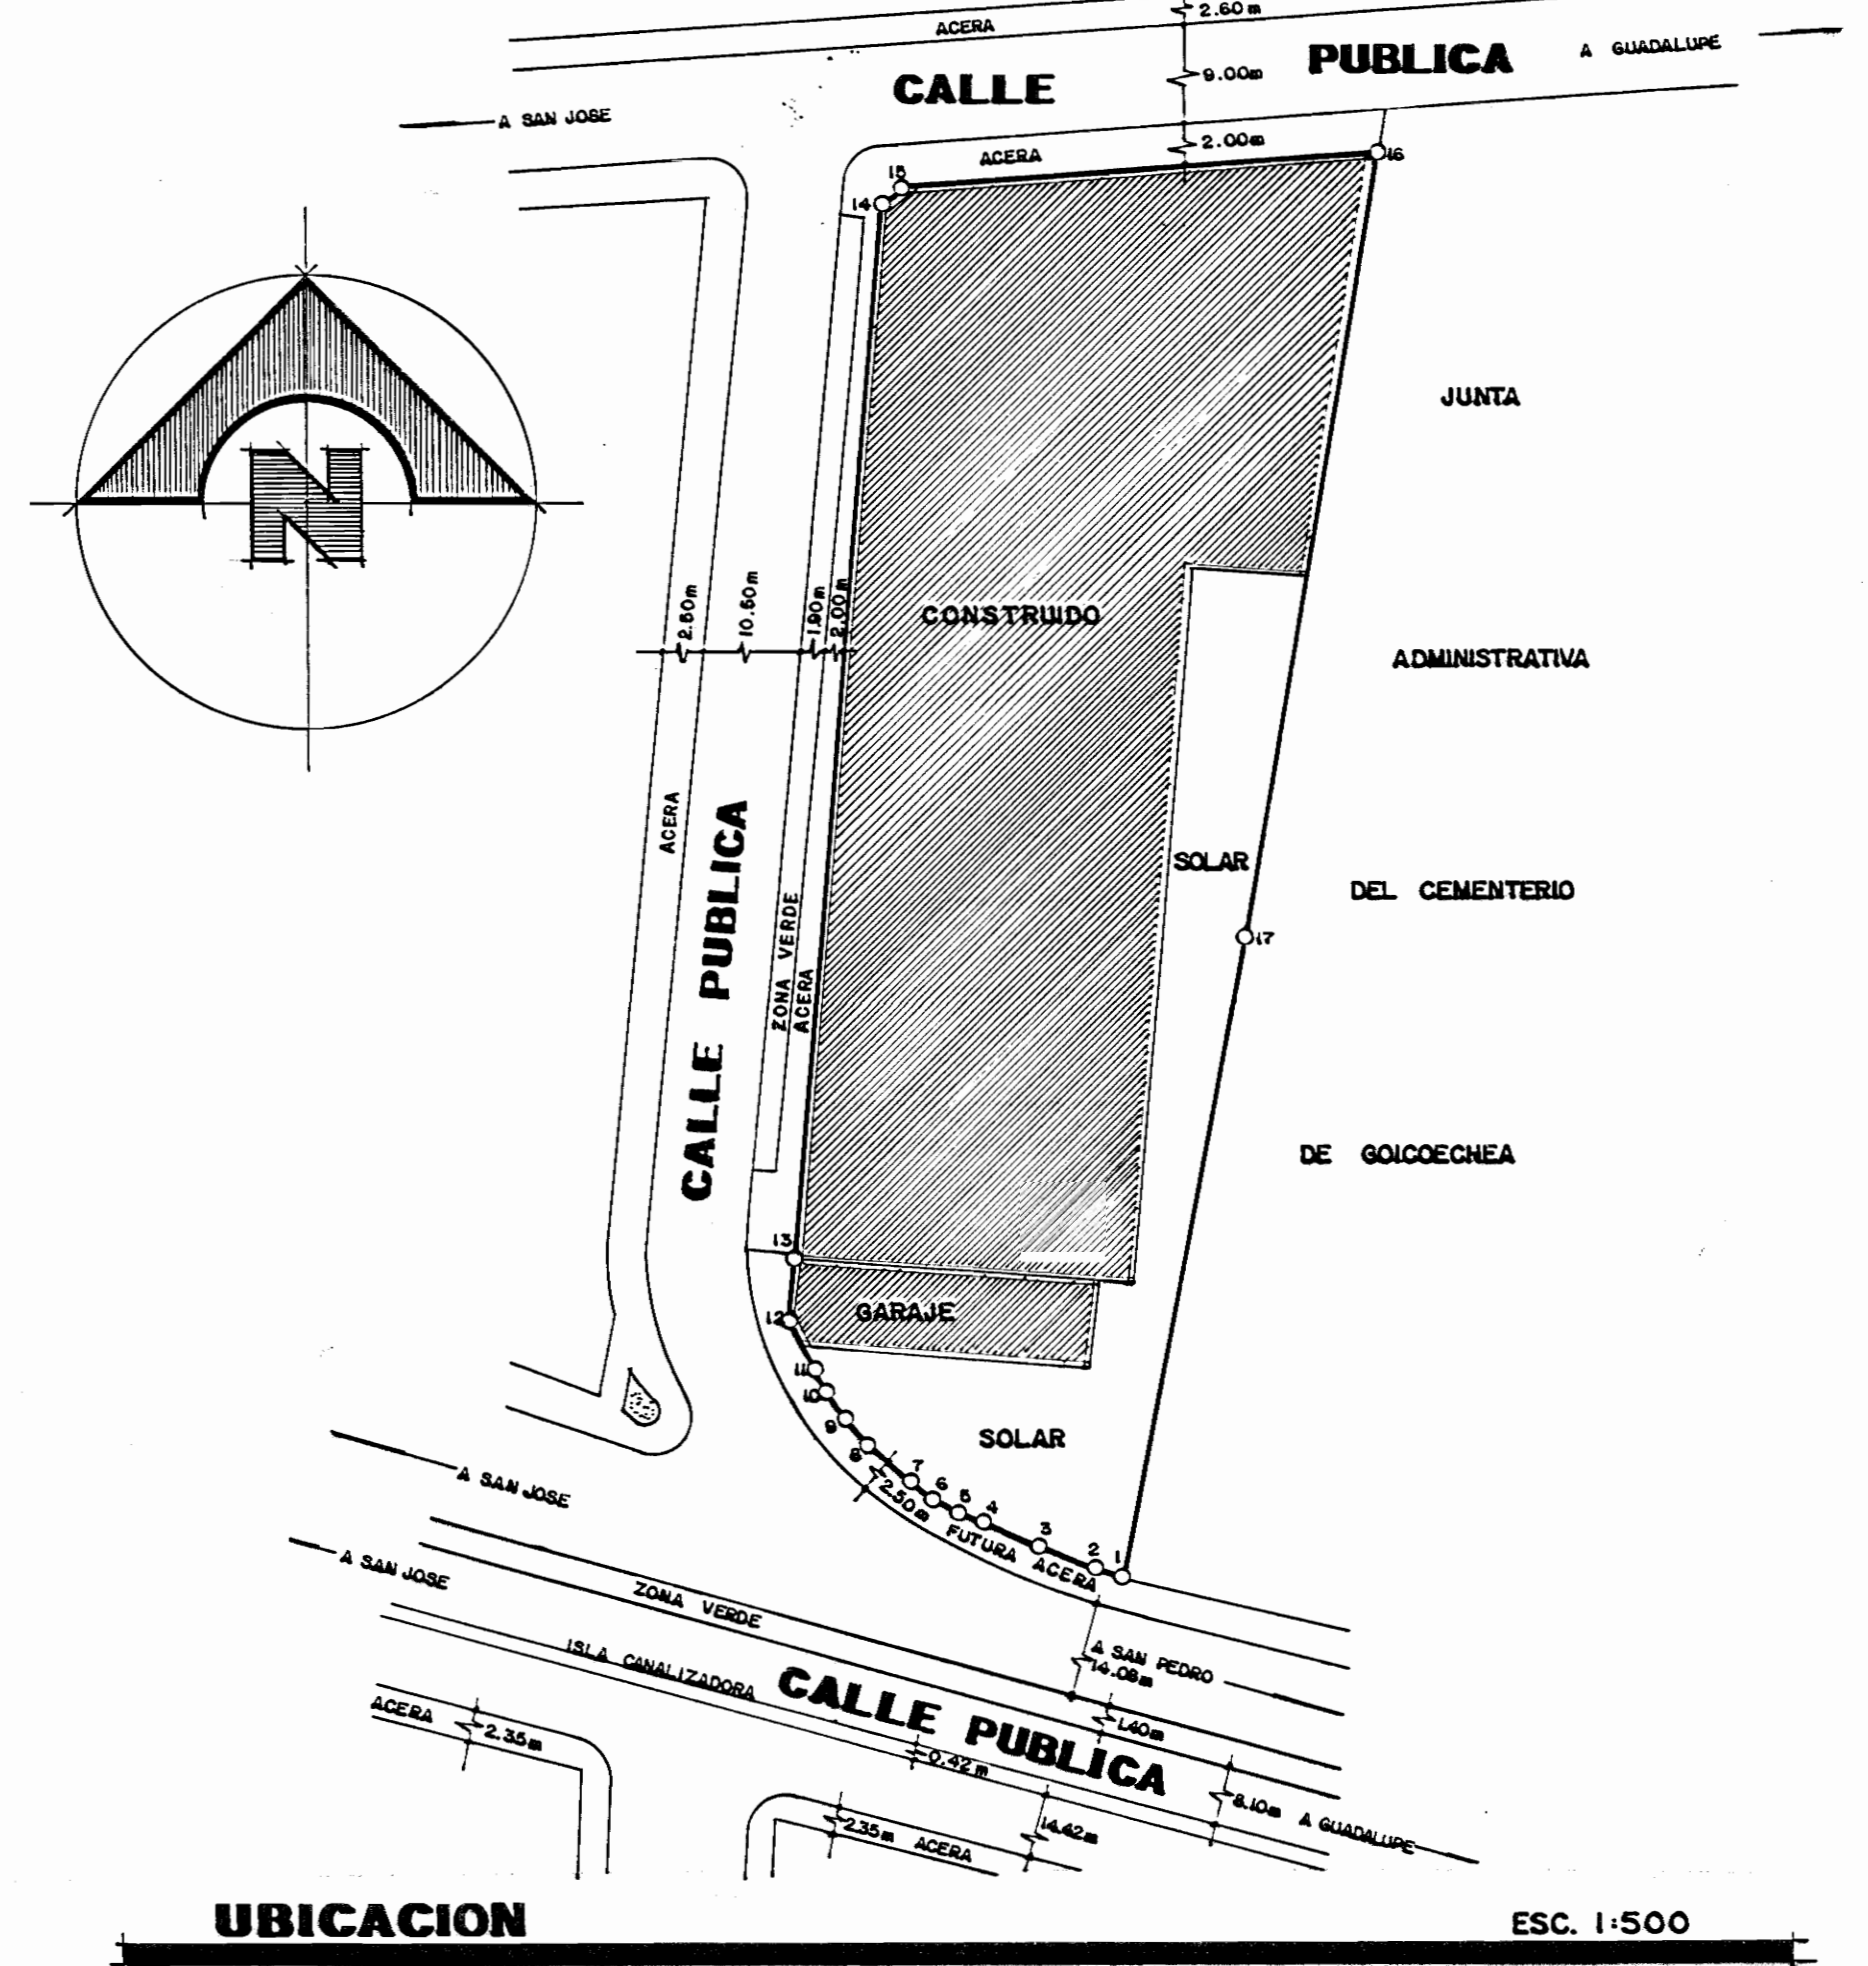 2.60m
ACERA
CALLE PUBLICA
A GUADALUPE
9.00m
A SAN JOSE
2.00m
ACERA
16
15
14
JUNTA
N
2.50m
10.50m
1.90m
2.00m
CONSTRUIDO
ADMINISTRATIVA
ACERA
CALLE PUBLICA
ZONA VERDE
ACERA
SOLAR
DEL CEMENTERIO
17
DE GOICOECHEA
13
12
GARAJE
11
10
9
8
7
6
5
4
3
2
1
SOLAR
2.50m FUTURA ACERA
A SAN JOSE
A SAN JOSE
ZONA VERDE
ISLA CANALIZADORA
CALLE PUBLICA
A SAN PEDRO
14.08m
1.40m
ACERA
2.35m
0.42m
8.10m
A GUADALUPE
2.35m ACERA
14.42m
UBICACION
ESC. 1:500